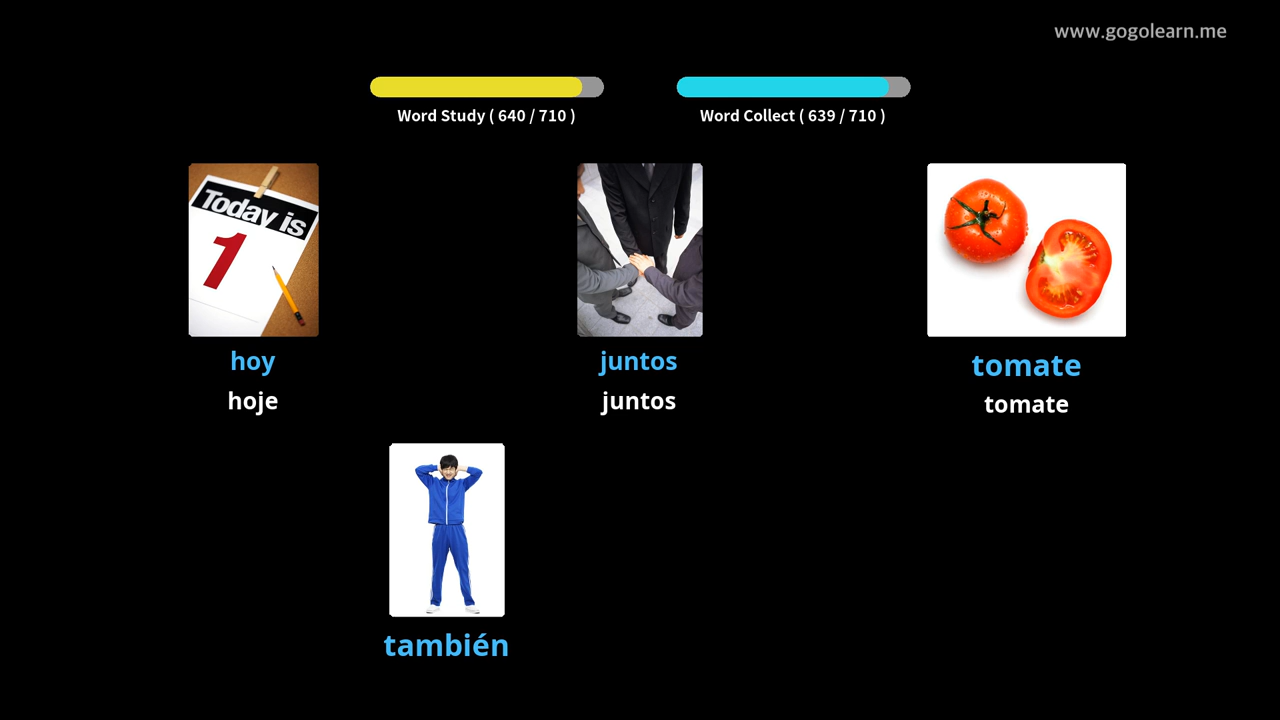 www.gogolearn.me
Word Study ( 640 / 710 )
Word Collect ( 639 / 710 )
Today is
1
hoy
hoje
juntos
juntos
tomate
tomate
también